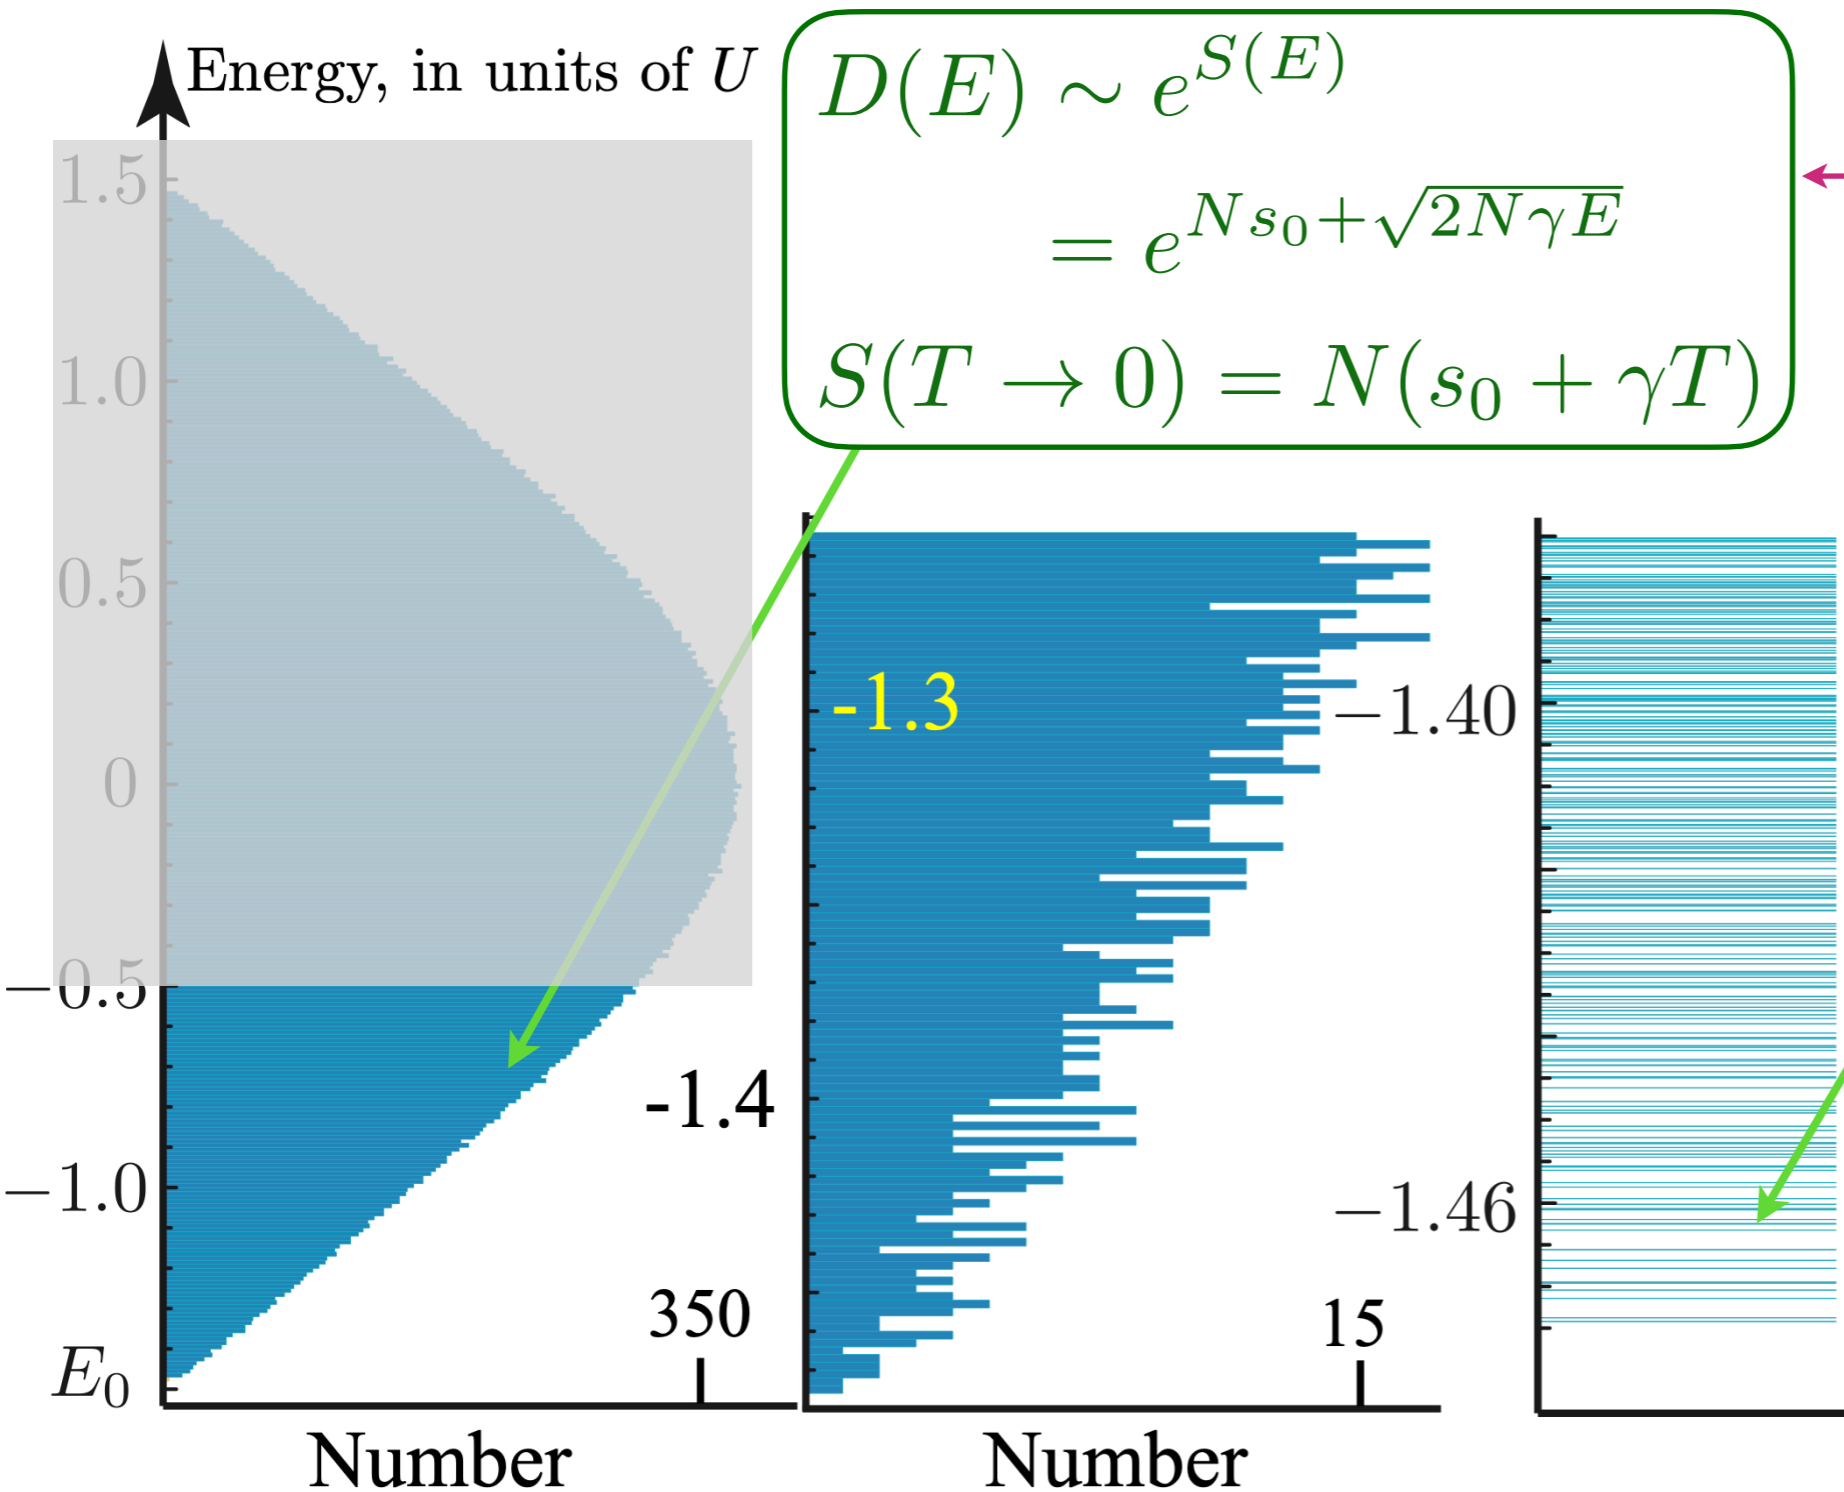 Energy, in units of U
D(E) ∼ e^{S(E)}
= e^{Ns_0+\sqrt{2NγE}}
S(T → 0) = N(s_0 + γT)
1.5
1.0
0.5
0
−0.5
−1.0
E_0
350
Number
-1.3
-1.4
15
Number
−1.40
−1.46